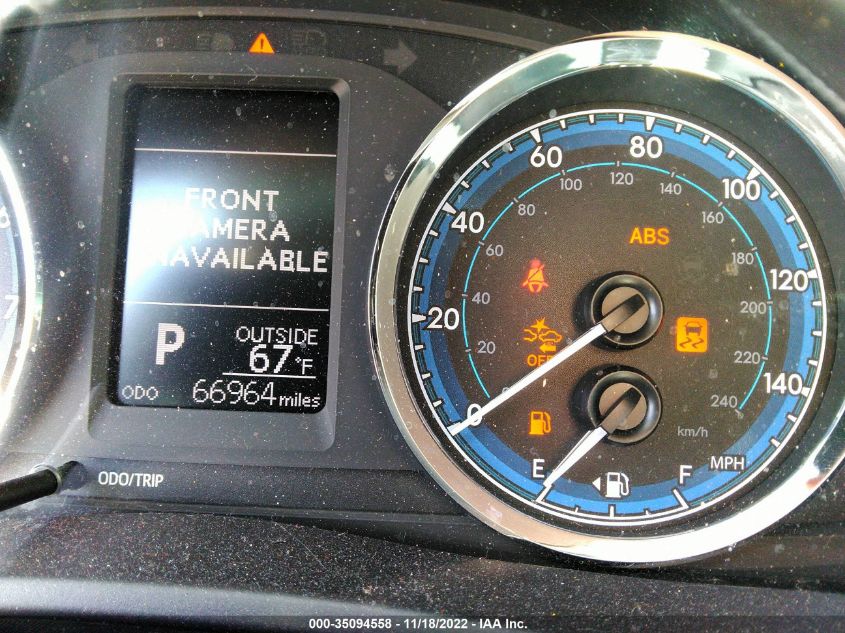 FRONT
CAMERA
UNAVAILABLE
P
OUTSIDE
67°F
ODO 66964 miles
ODO/TRIP
0 20 40 60 80 100 120 140
20 40 60 80 100 120 140 160 180 200 220 240
ABS
OFF
km/h
MPH
E F
000-35094558 - 11/18/2022 - IAA Inc.